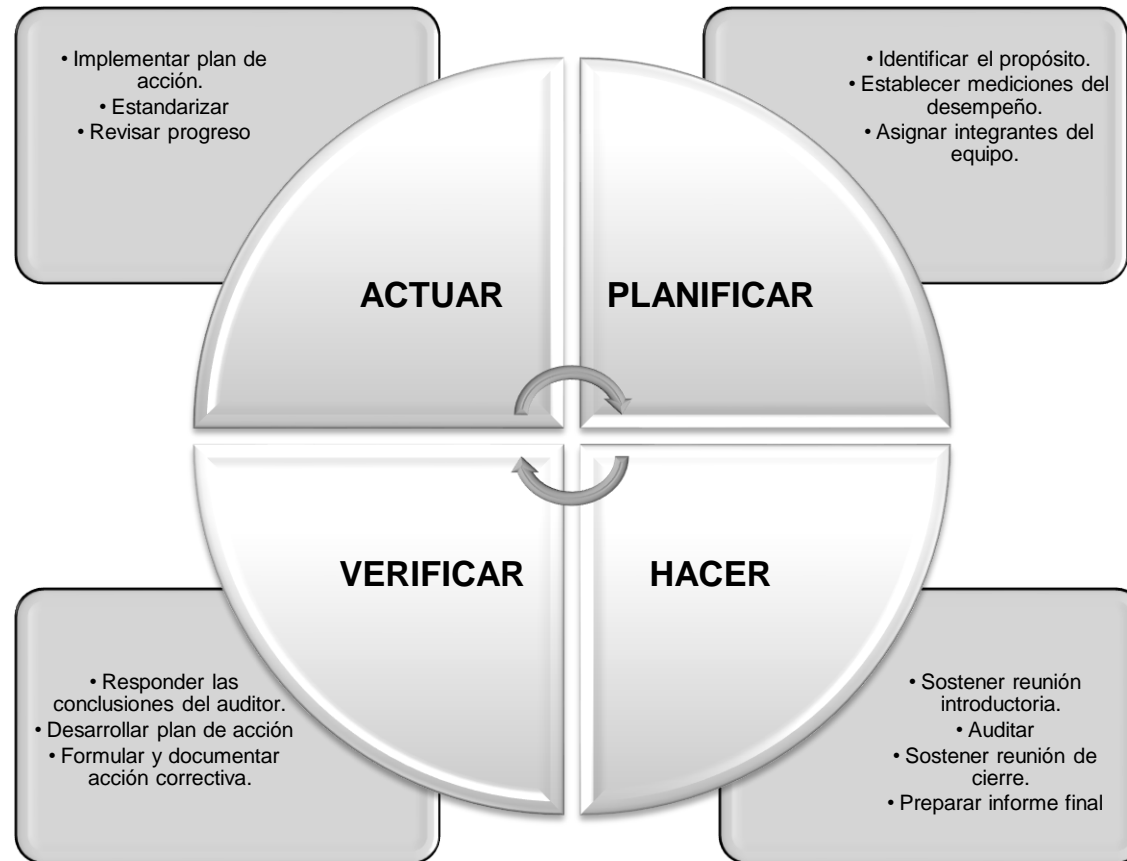 • Implementar plan de
acción.
• Estandarizar
• Revisar progreso
• Identificar el propósito.
• Establecer mediciones del
desempeño.
• Asignar integrantes del
equipo.
ACTUAR
PLANIFICAR
VERIFICAR
HACER
• Responder las
conclusiones del auditor.
• Desarrollar plan de acción
• Formular y documentar
acción correctiva.
• Sostener reunión
introductoria.
• Auditar
• Sostener reunión de
cierre.
• Preparar informe final